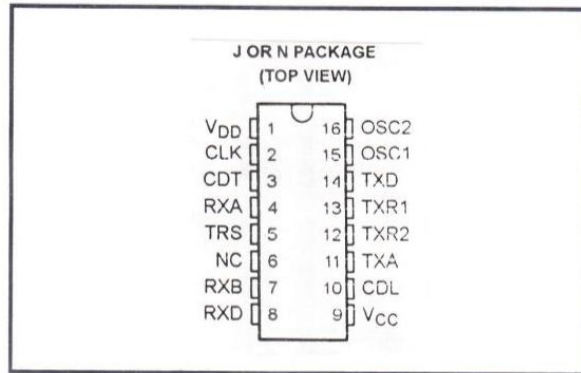 J OR N PACKAGE
(TOP VIEW)
VDD 1 16 OSC2
CLK 2 15 OSC1
CDT 3 14 TXD
RXA 4 13 TXR1
TRS 5 12 TXR2
NC 6 11 TXA
RXB 7 10 CDL
RXD 8 9 VCC